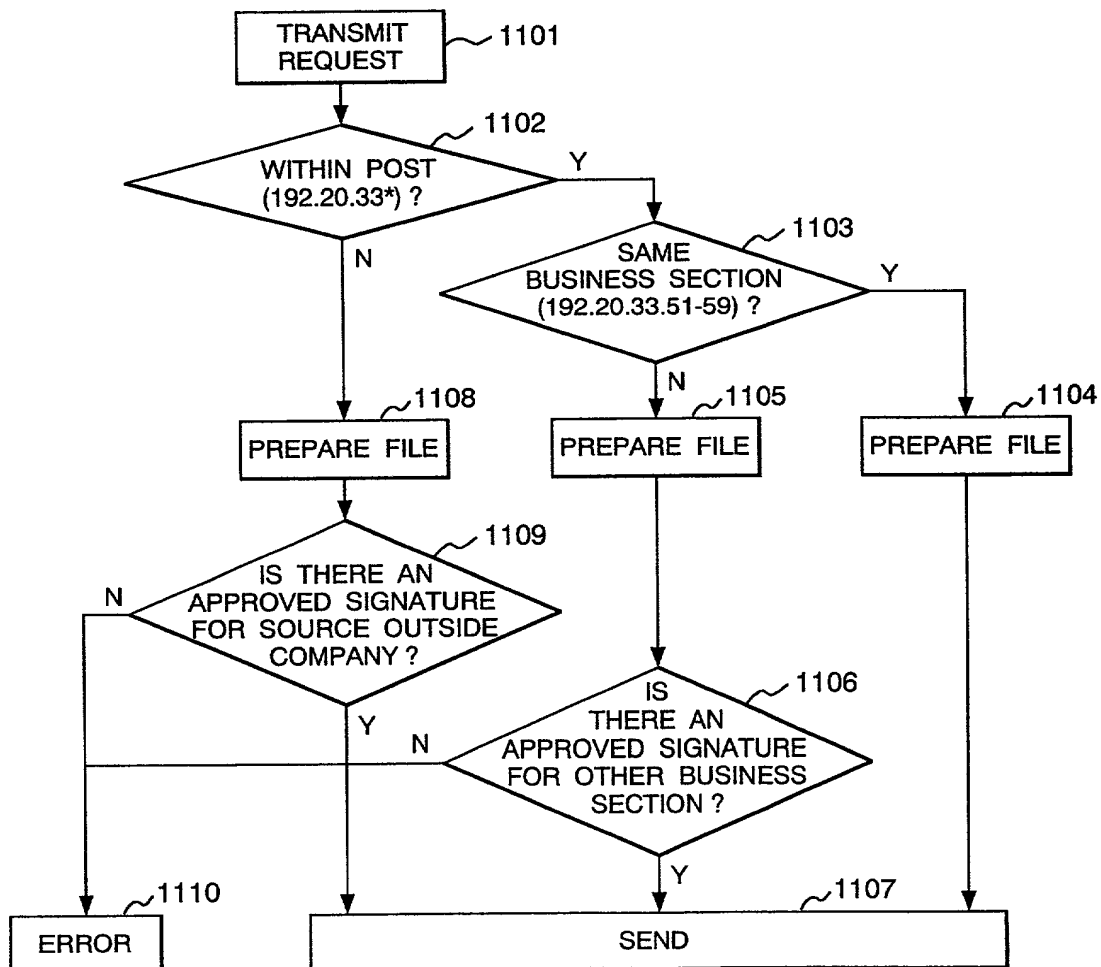 TRANSMIT
REQUEST
1101
1102
WITHIN POST
(192.20.33*) ?
Y
N
1103
SAME
BUSINESS SECTION
(192.20.33.51-59) ?
Y
N
1108
PREPARE FILE
1105
PREPARE FILE
1104
PREPARE FILE
1109
IS THERE AN
APPROVED SIGNATURE
FOR SOURCE OUTSIDE
COMPANY ?
N
Y
1106
IS
THERE AN
APPROVED SIGNATURE
FOR OTHER BUSINESS
SECTION ?
N
Y
1110
ERROR
1107
SEND